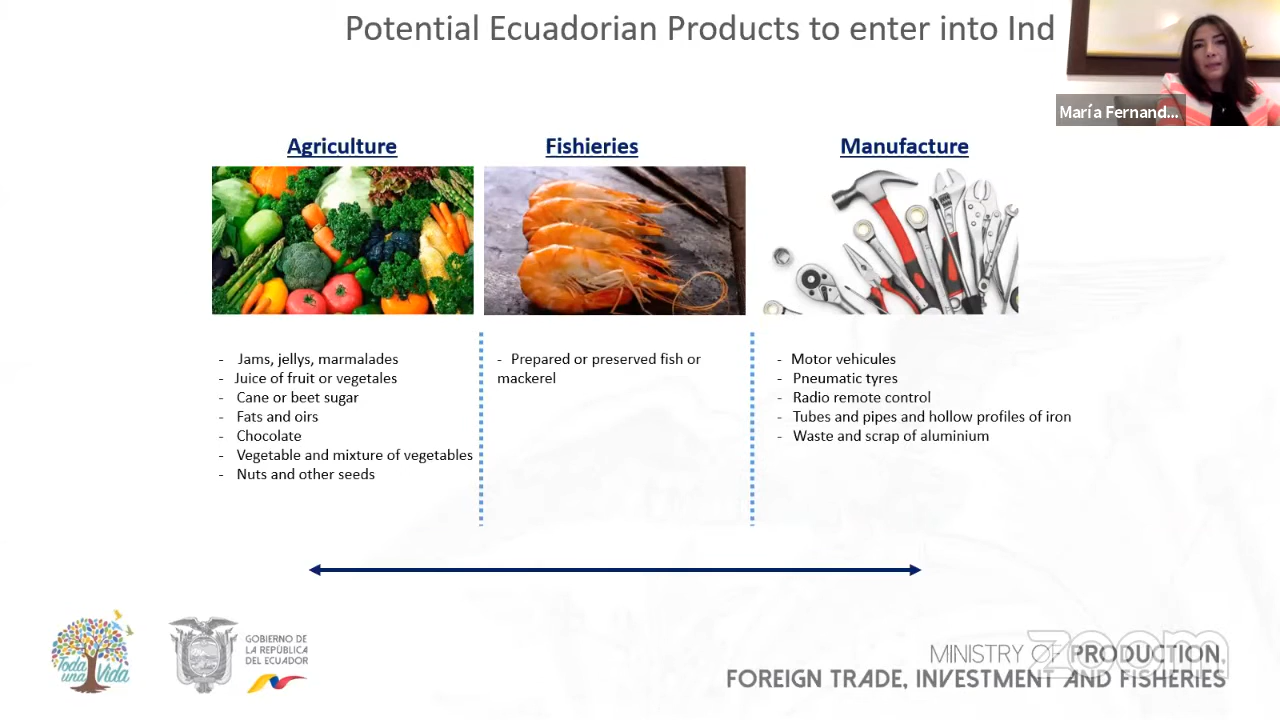 Potential Ecuadorian Products to enter into Ind
María Fernand...
Agriculture
Fishieries
Manufacture
- Jams, jellys, marmalades
- Juice of fruit or vegetales
- Cane or beet sugar
- Fats and oirs
- Chocolate
- Vegetable and mixture of vegetables
- Nuts and other seeds
- Prepared or preserved fish or
mackerel
- Motor vehicules
- Pneumatic tyres
- Radio remote control
- Tubes and pipes and hollow profiles of iron
- Waste and scrap of aluminium
Toda
una Vida
GOBIERNO DE
LA REPÚBLICA
DEL ECUADOR
MINISTRY OF PRODUCTION,
FOREIGN TRADE, INVESTMENT AND FISHERIES
zoom